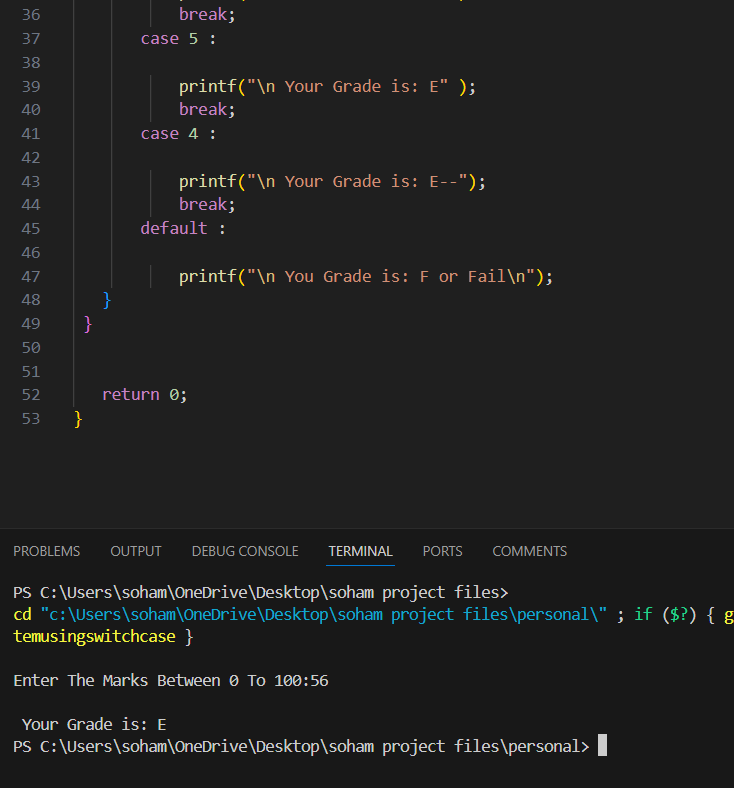 36 break;
37 case 5 :
38
39 printf("\n Your Grade is: E" );
40 break;
41 case 4 :
42
43 printf("\n Your Grade is: E--");
44 break;
45 default :
46
47 printf("\n You Grade is: F or Fail\n");
48 }
49 }
50
51
52 return 0;
53 }
PROBLEMS OUTPUT DEBUG CONSOLE TERMINAL PORTS COMMENTS
PS C:\Users\soham\OneDrive\Desktop\soham project files>
cd "c:\Users\soham\OneDrive\Desktop\soham project files\personal\" ; if ($?) { g
temusingswitchcase }
Enter The Marks Between 0 To 100:56
Your Grade is: E
PS C:\Users\soham\OneDrive\Desktop\soham project files\personal>